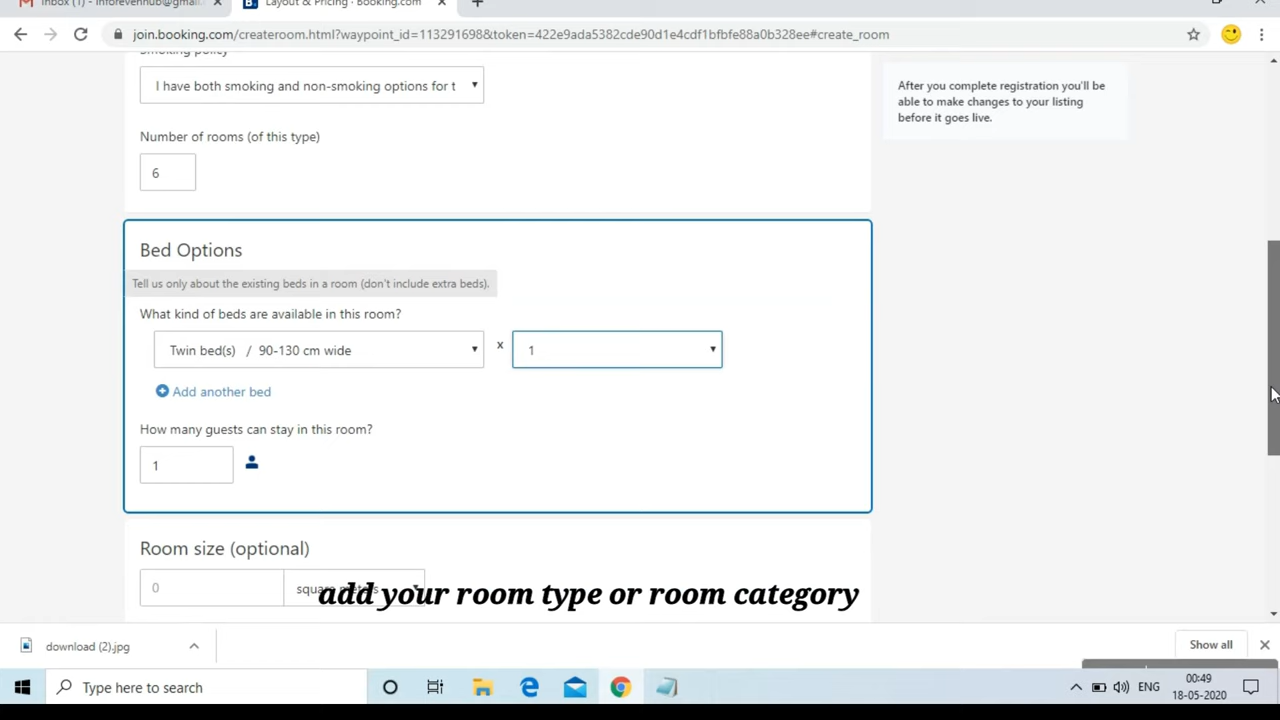 Inbox (1) - inforevenhub@gmail.
Layout & Pricing · Booking.com
join.booking.com/createroom.html?waypoint_id=113291698&token=422e9ada5382cde90d1e4cdf1bfbfe88a0b328ee#create_room
Smoking policy
I have both smoking and non-smoking options for t
After you complete registration you'll be
able to make changes to your listing
before it goes live.
Number of rooms (of this type)
6
Bed Options
Tell us only about the existing beds in a room (don't include extra beds).
What kind of beds are available in this room?
Twin bed(s) / 90-130 cm wide
x
1
Add another bed
How many guests can stay in this room?
1
Room size (optional)
0
square meters
add your room type or room category
download (2).jpg
Show all
Type here to search
ENG
00:49
18-05-2020